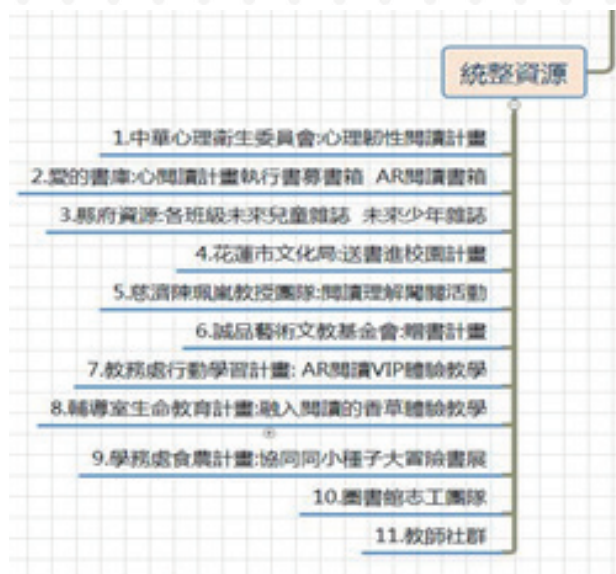 統整資源
1.中華心理衛生委員會:心理韌性閱讀計畫
2.愛的書庫:心閱讀計畫執行書募書箱 AR閱讀書箱
3.縣府資源:各班級未來兒童雜誌 未來少年雜誌
4.花蓮市文化局:送書進校園計畫
5.慈濟陳珮嵐教授團隊:閱讀理解闖關活動
6.誠品藝術文教基金會:贈書計畫
7.教務處行動學習計畫: AR閱讀VIP體驗教學
8.輔導室生命教育計畫:融入閱讀的香草體驗教學
9.學務處食農計畫:協同同小種子大冒險書展
10.圖書館志工團隊
11.教師社群